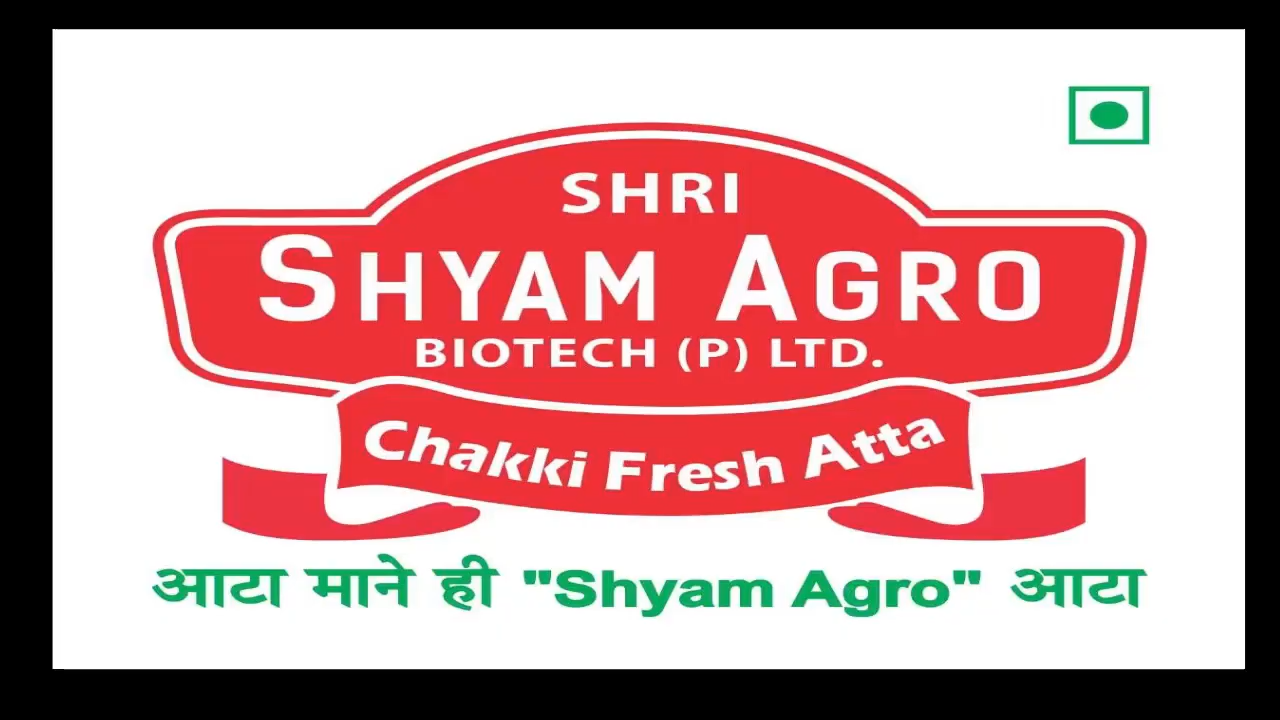 SHRI
SHYAM AGRO
BIOTECH (P) LTD.
Chakki Fresh Atta
आटा माने ही "Shyam Agro" आटा